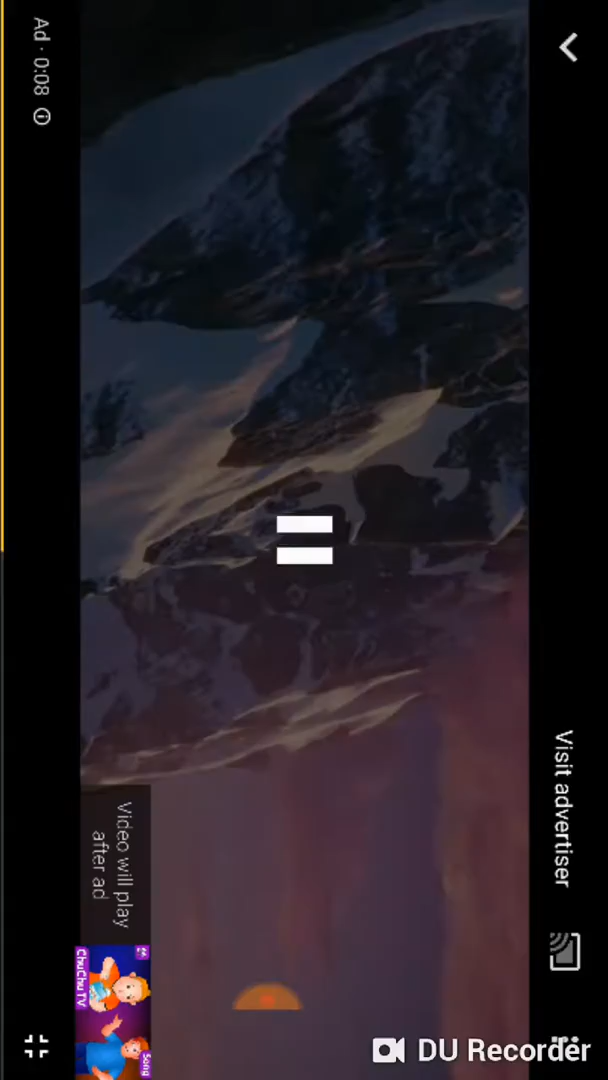 Visit advertiser
Ad · 0:08
Video will play
after ad
ChuChu TV
Song
DU Recorder